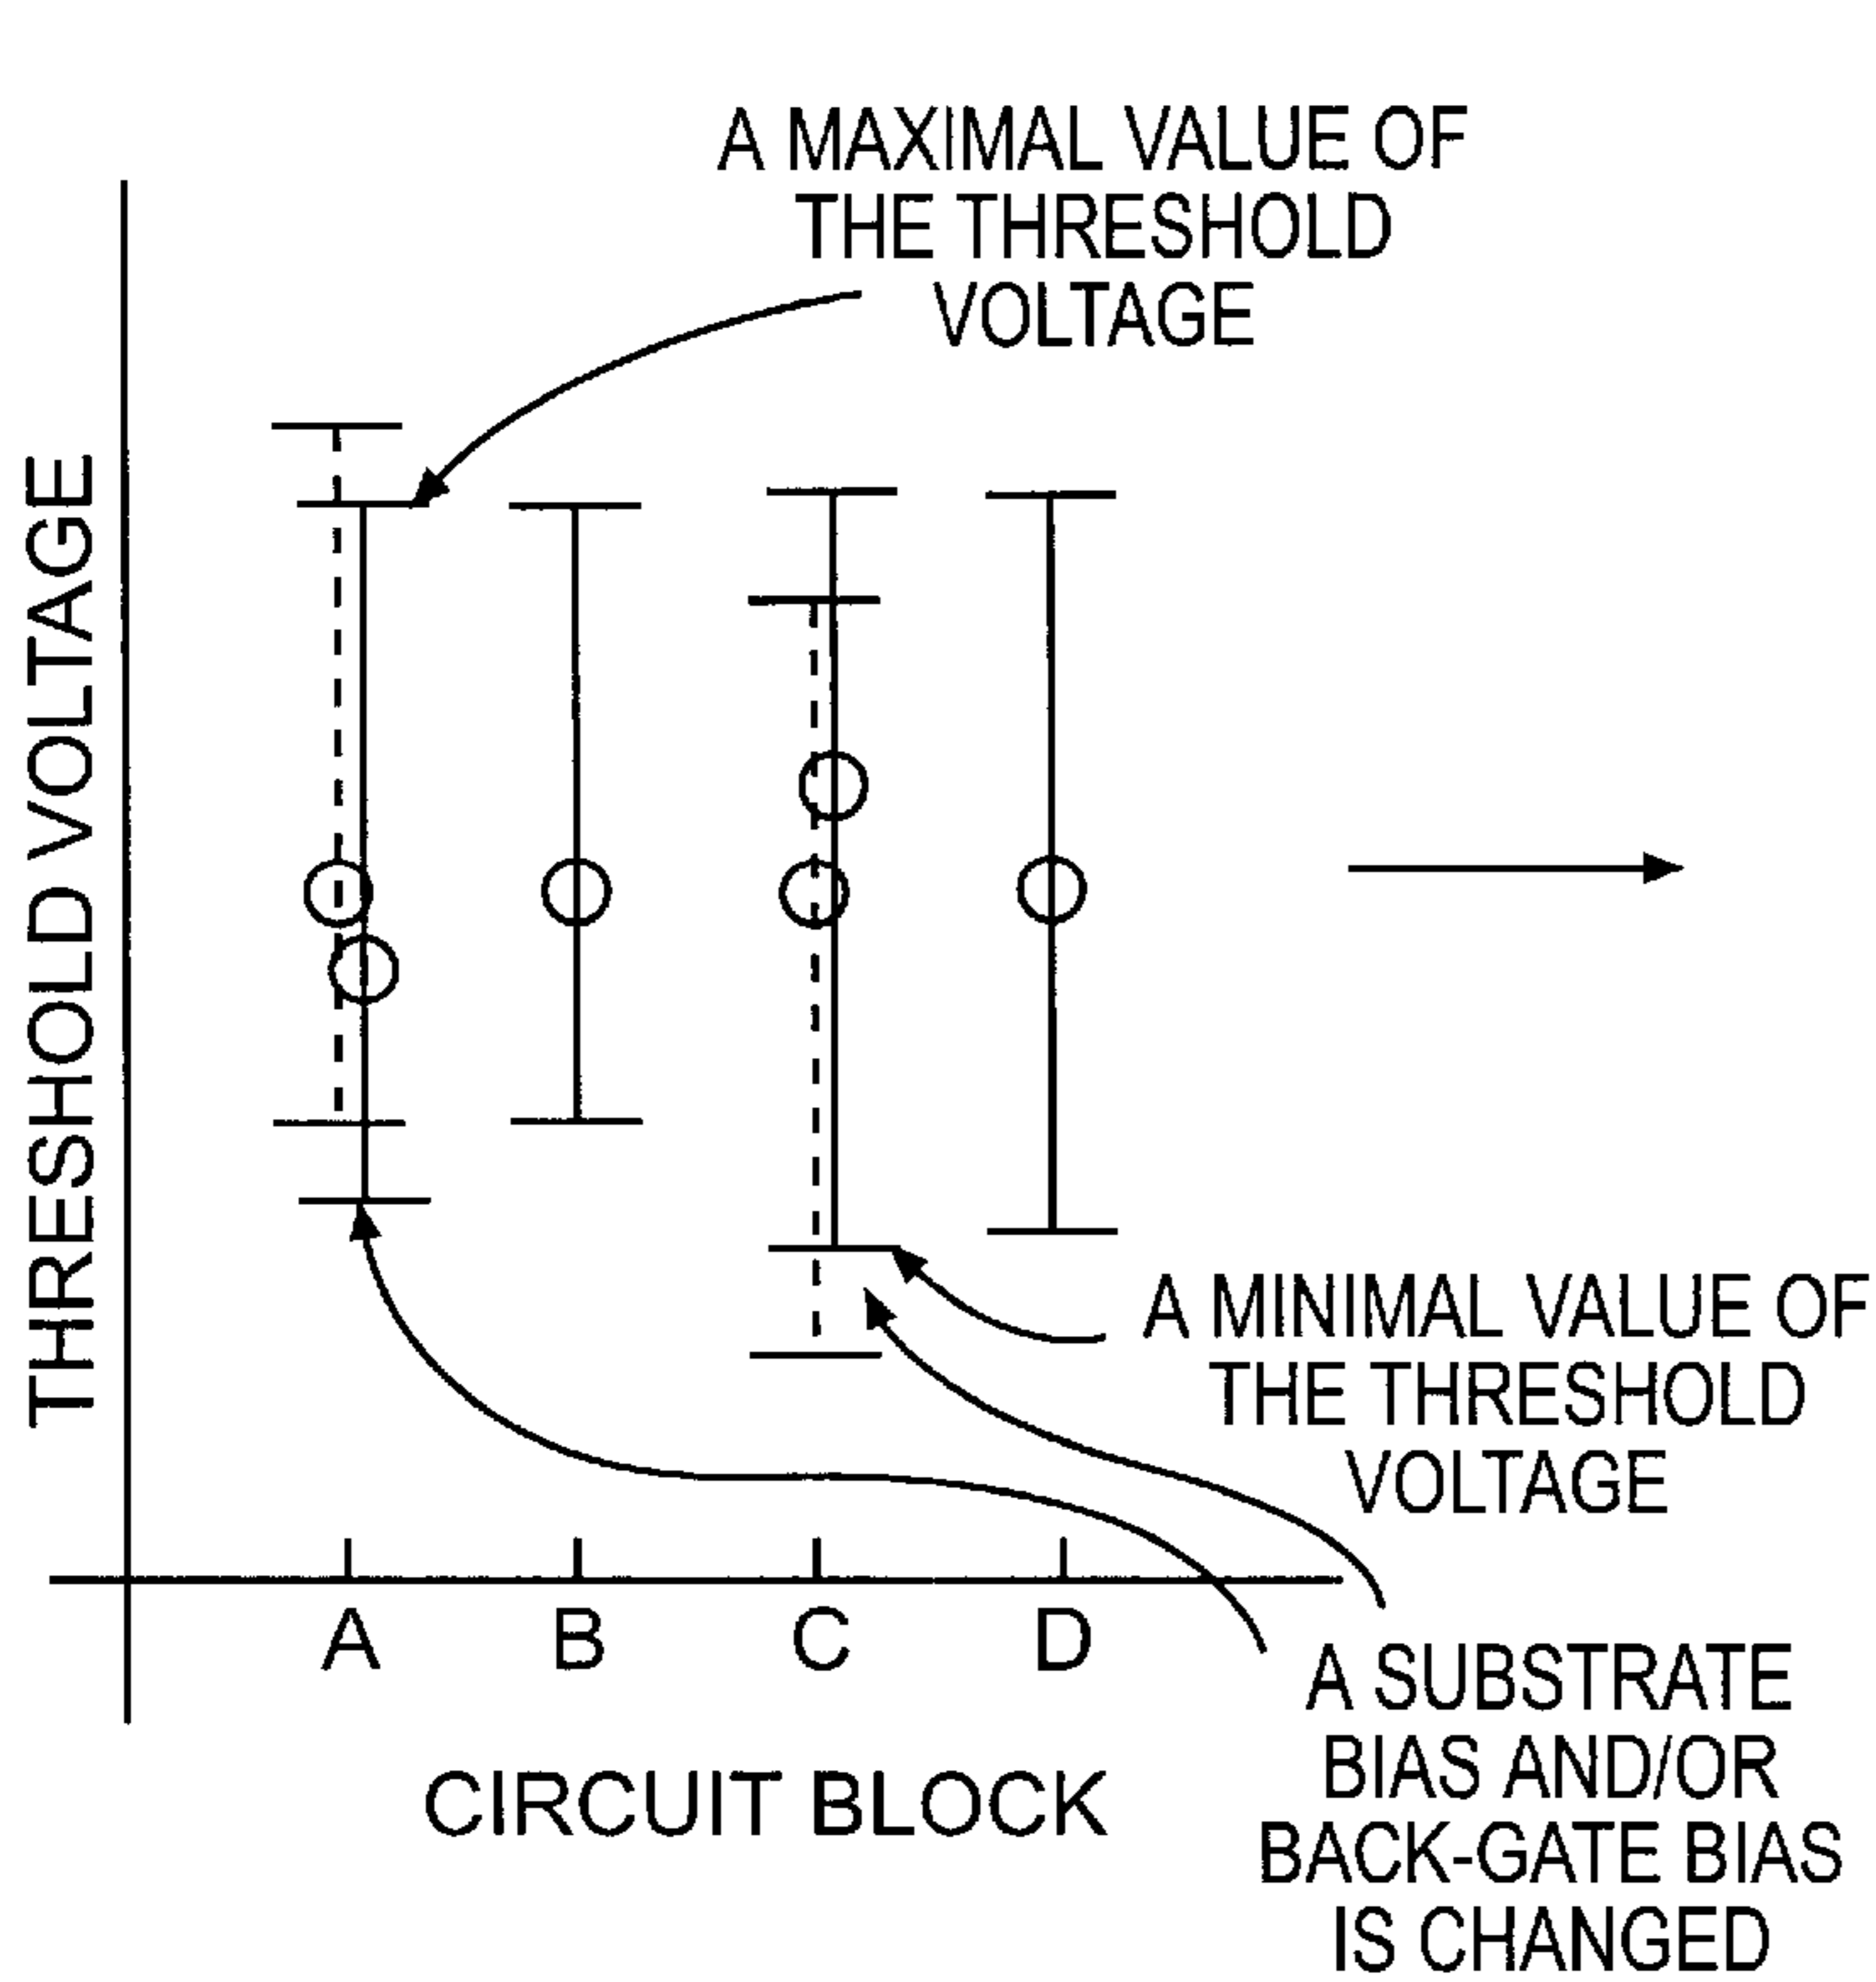 A MAXIMAL VALUE OF
THE THRESHOLD
VOLTAGE
THRESHOLD VOLTAGE
A MINIMAL VALUE OF
THE THRESHOLD
VOLTAGE
A B C D
CIRCUIT BLOCK
A SUBSTRATE
BIAS AND/OR
BACK-GATE BIAS
IS CHANGED